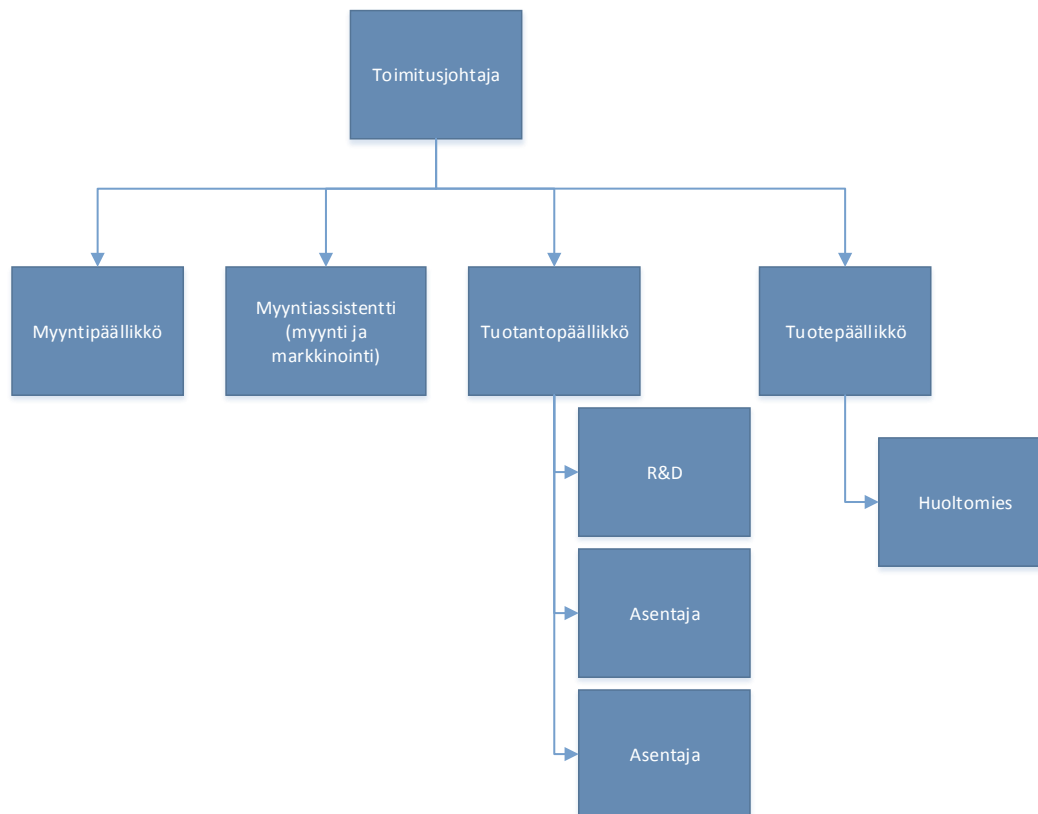 Toimitusjohtaja
Myyntipäällikkö
Myyntiassistentti
(myynti ja
markkinointi)
Tuotantopäällikkö
Tuotepäällikkö
R&D
Huoltomies
Asentaja
Asentaja